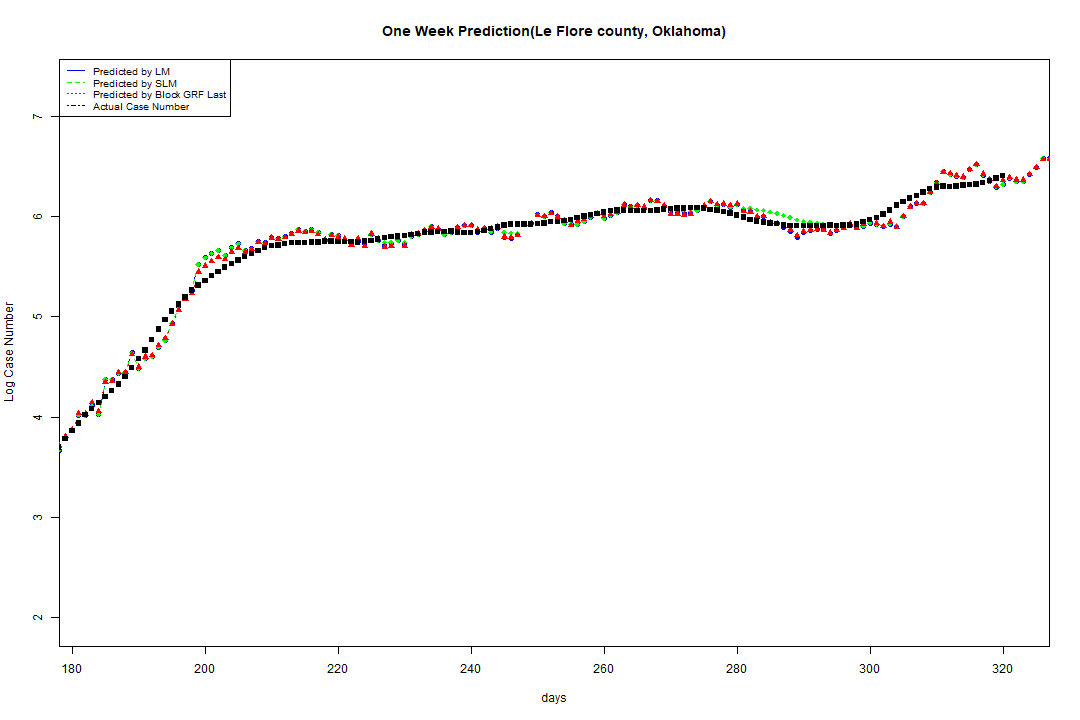 One Week Prediction(Le Flore county, Oklahoma)
Predicted by LM
Predicted by SLM
Predicted by Block GRF Last
Actual Case Number
7
6
5
4
3
2
Log Case Number
180 200 220 240 260 280 300 320
days